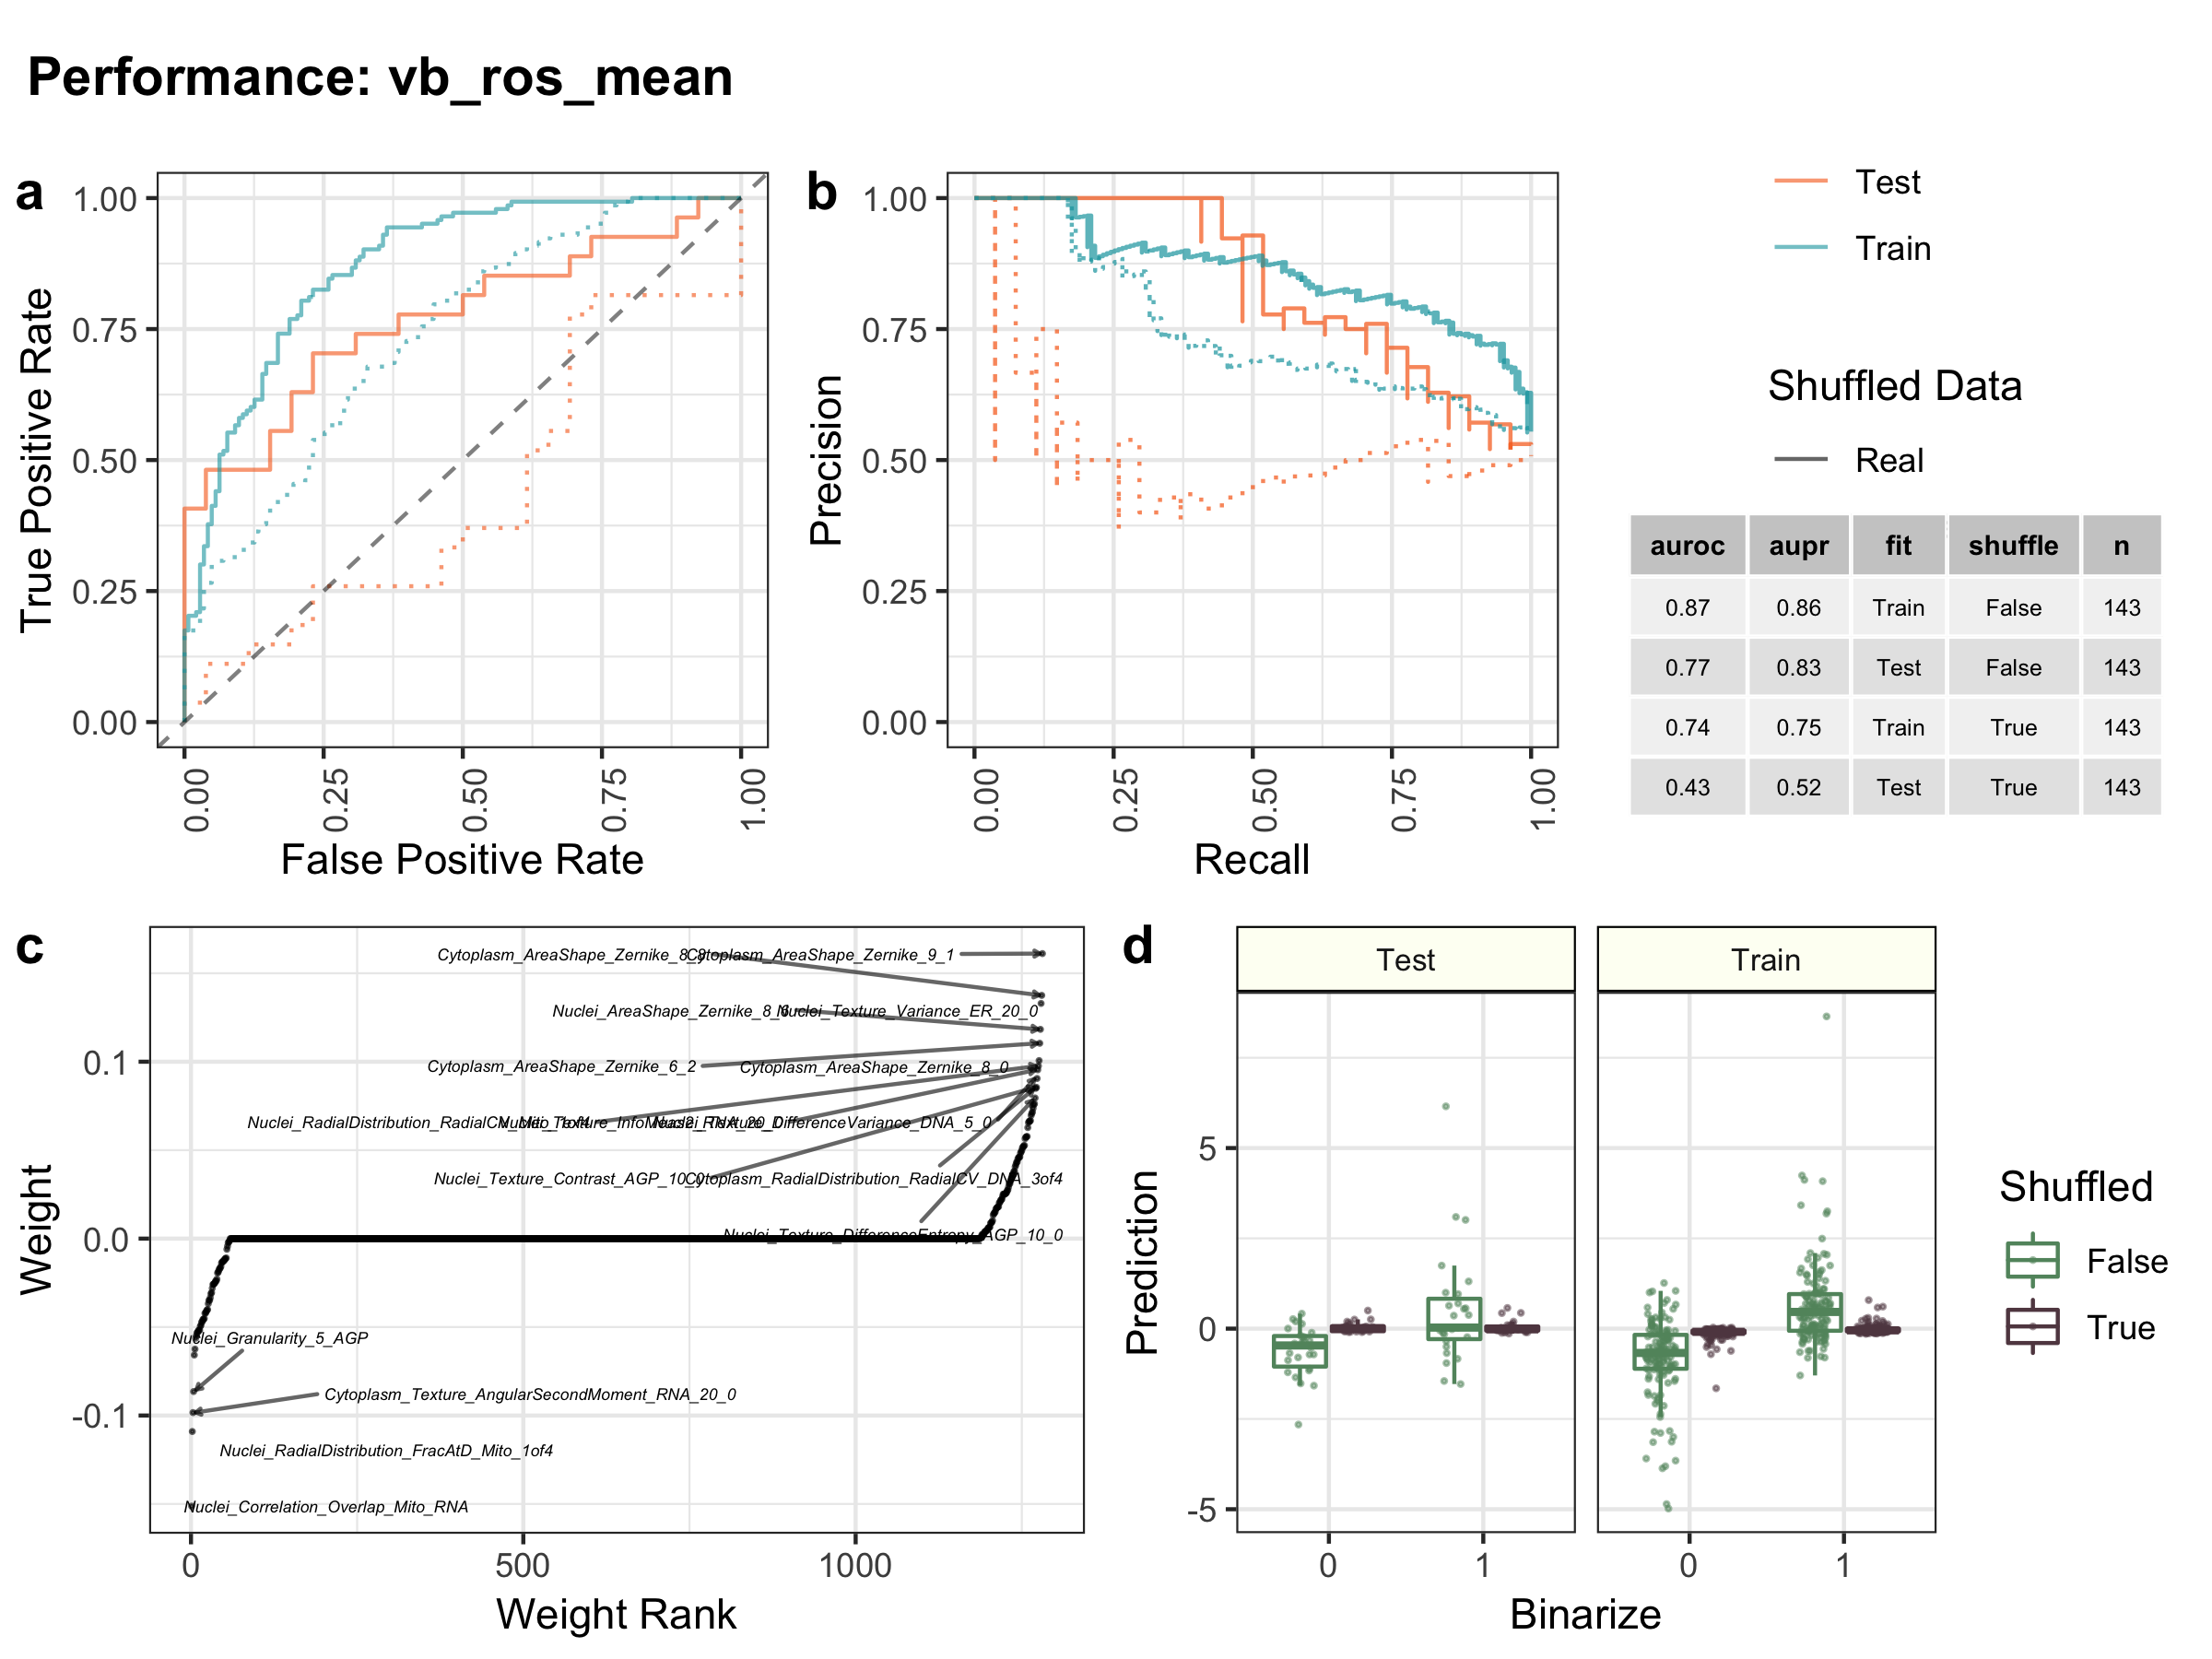 Performance: vb_ros_mean
a
1.00
0.75
0.50
0.25
0.00
True Positive Rate
0.00
0.25
0.50
0.75
1.00
False Positive Rate
b
1.00
0.75
0.50
0.25
0.00
Precision
0.00
0.25
0.50
0.75
1.00
Recall
Test
Train
Shuffled Data
Real
auroc aupr fit shuffle n
0.87 0.86 Train False 143
0.77 0.83 Test False 143
0.74 0.75 Train True 143
0.43 0.52 Test True 143
c
Cytoplasm_AreaShape_Zernike_8_8
Cytoplasm_AreaShape_Zernike_9_1
Nuclei_AreaShape_Zernike_8_6
Nuclei_Texture_Variance_ER_20_0
Cytoplasm_AreaShape_Zernike_6_2
Cytoplasm_AreaShape_Zernike_8_0
Nuclei_RadialDistribution_RadialCV_Mito_1of4
Nuclei_Texture_InfoMeas2_RNA_20_0
Nuclei_Texture_DifferenceVariance_DNA_5_0
Nuclei_Texture_Contrast_AGP_10_0
Cytoplasm_RadialDistribution_RadialCV_DNA_3of4
Nuclei_Texture_DifferenceEntropy_AGP_10_0
Nuclei_Granularity_5_AGP
Cytoplasm_Texture_AngularSecondMoment_RNA_20_0
Nuclei_RadialDistribution_FracAtD_Mito_1of4
Nuclei_Correlation_Overlap_Mito_RNA
0.1
0.0
-0.1
Weight
0
500
1000
Weight Rank
d
Test
Train
5
0
-5
Prediction
0
1
0
1
Binarize
Shuffled
False
True